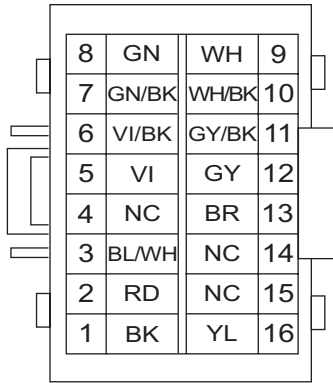 8 GN WH 9
7 GN/BK WH/BK 10
6 VI/BK GY/BK 11
5 VI GY 12
4 NC BR 13
3 BL/WH NC 14
2 RD NC 15
1 BK YL 16